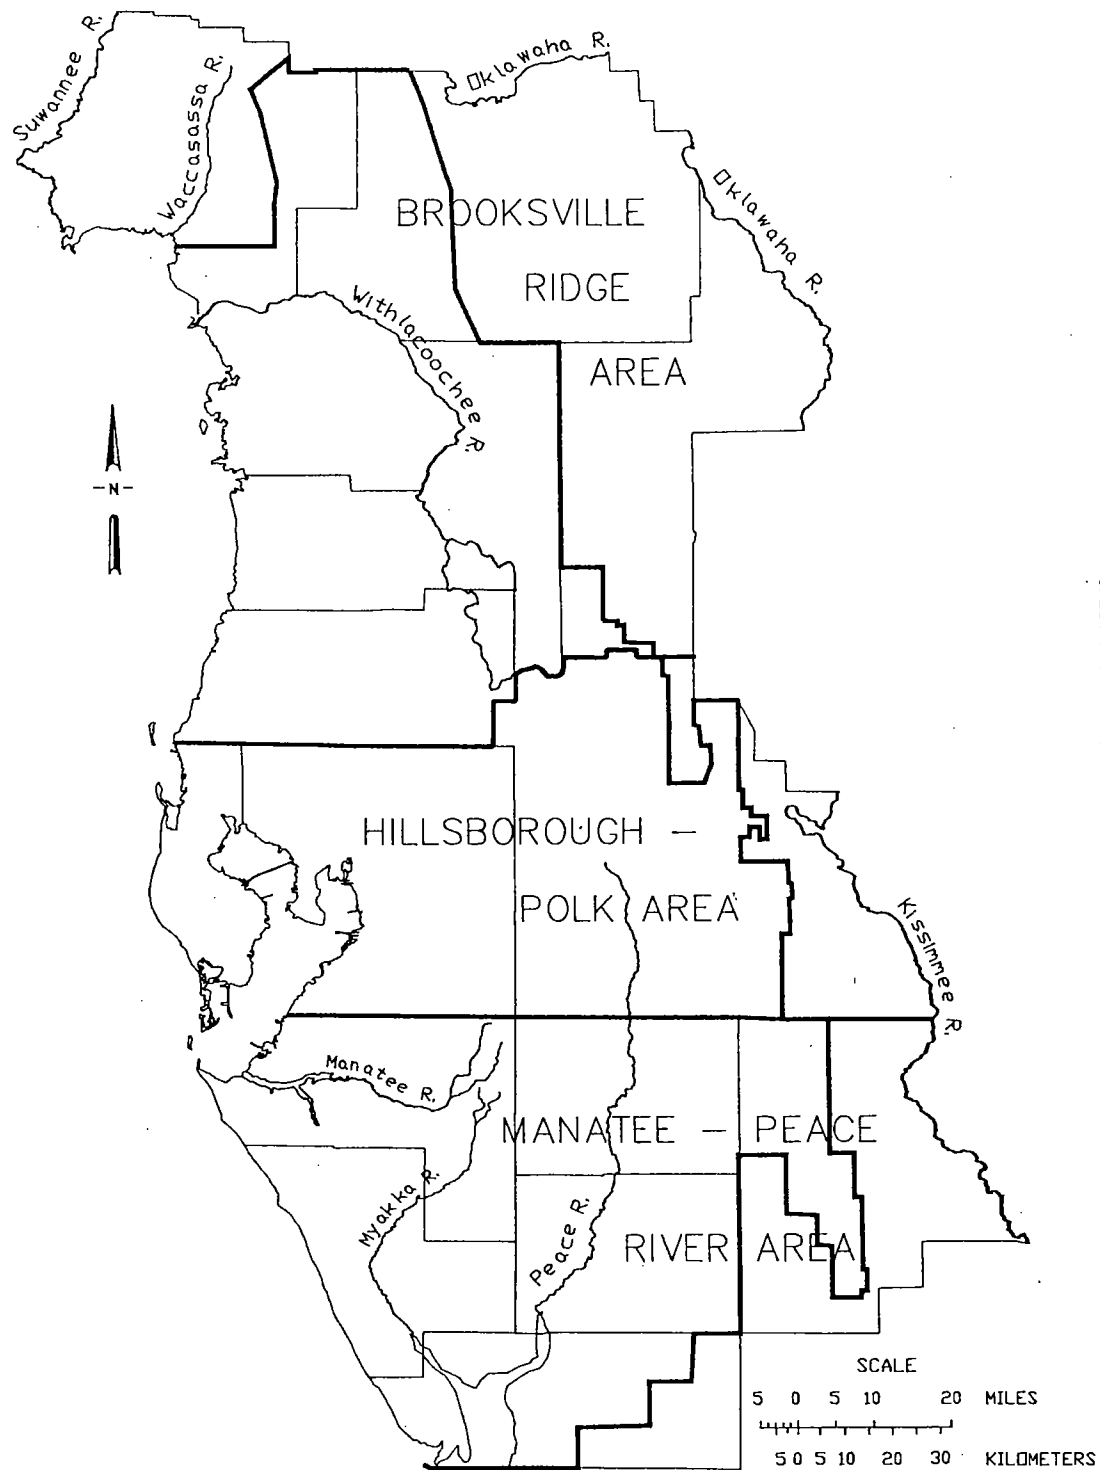 Suwannee R.
Waccasassa R.
Oklawaha R.
Oklawaha R.
BROOKSVILLE
RIDGE
AREA
Withlacoochee R.
-N-
HILLSBOROUGH -
POLK AREA
Kissimmee R.
Manatee R.
MANATEE - PEACE
Myakka R.
Peace R.
RIVER AREA
SCALE
5 0 5 10 20 MILES
5 0 5 10 20 30 KILOMETERS